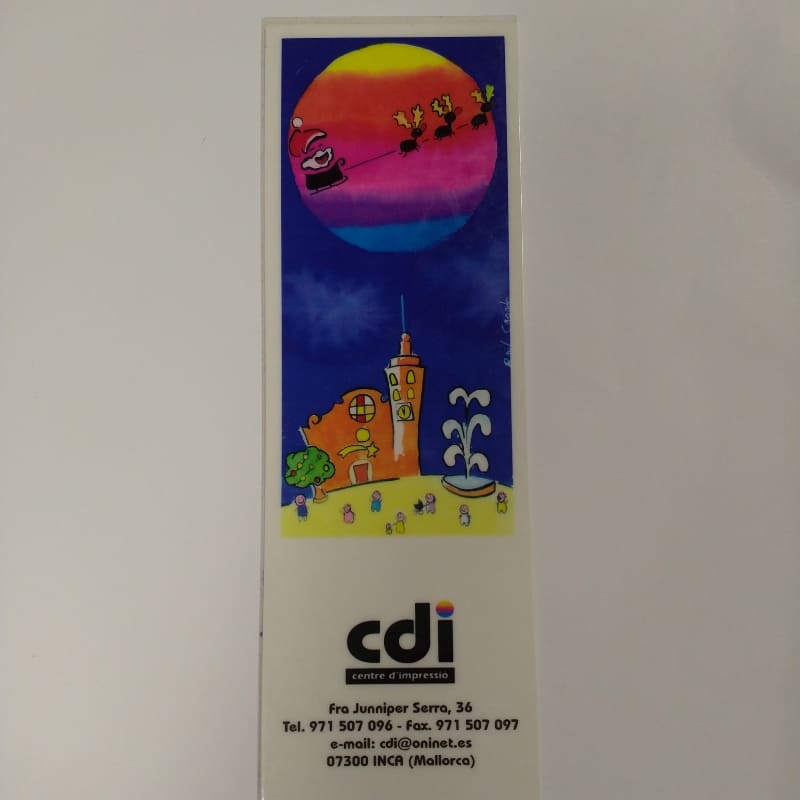 cdi
centre d'impressio
Fra Junniper Serra, 36
Tel. 971 507 096 - Fax. 971 507 097
e-mail: cdi@oninet.es
07300 INCA (Mallorca)